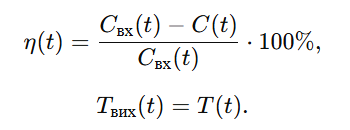 η(t) = (C_вх(t) − C(t)) / C_вх(t) · 100%,
T_вих(t) = T(t).